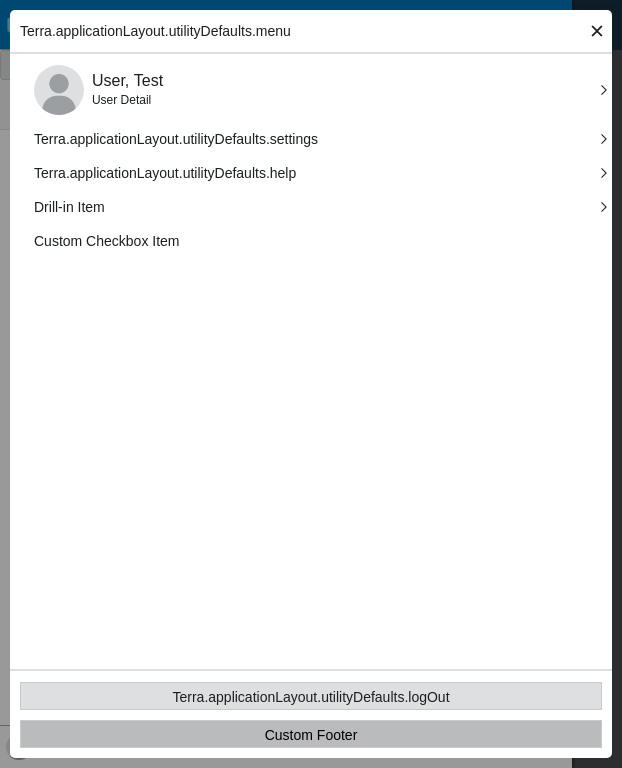 Terra.applicationLayout.utilityDefaults.menu
User, Test
User Detail
Terra.applicationLayout.utilityDefaults.settings
Terra.applicationLayout.utilityDefaults.help
Drill-in Item
Custom Checkbox Item
Terra.applicationLayout.utilityDefaults.logOut
Custom Footer